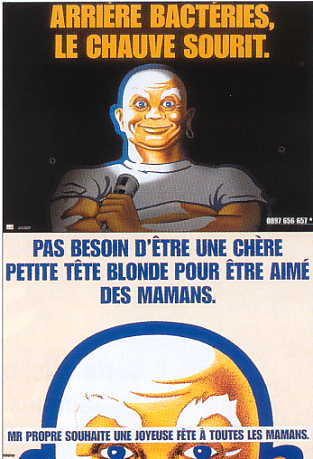 ARRIÈRE BACTÉRIES,
LE CHAUVE SOURIT.
0897 656 657 *
PAS BESOIN D'ÊTRE UNE CHÈRE
PETITE TÊTE BLONDE POUR ÊTRE AIMÉ
DES MAMANS.
MR PROPRE SOUHAITE UNE JOYEUSE FÊTE À TOUTES LES MAMANS.